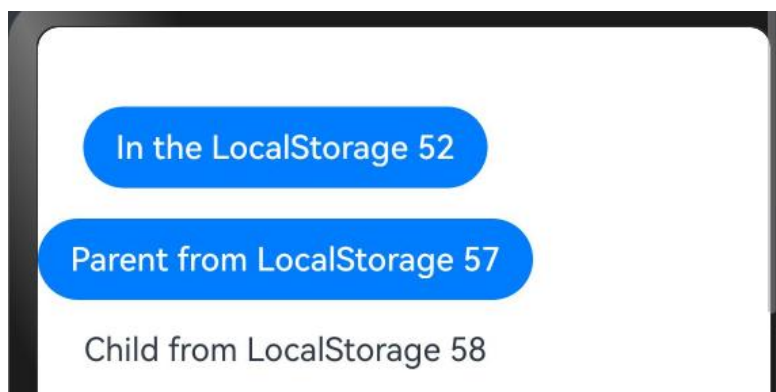 In the LocalStorage 52
Parent from LocalStorage 57
Child from LocalStorage 58